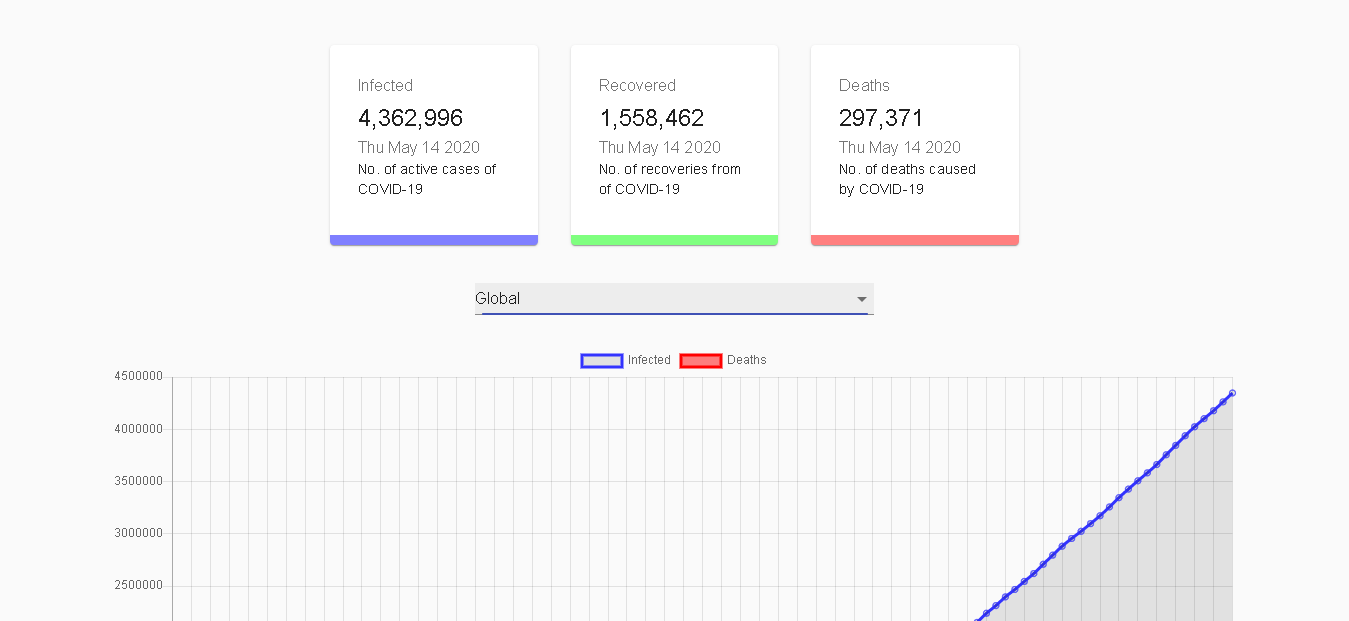 Infected
4,362,996
Thu May 14 2020
No. of active cases of
COVID-19
Recovered
1,558,462
Thu May 14 2020
No. of recoveries from
of COVID-19
Deaths
297,371
Thu May 14 2020
No. of deaths caused
by COVID-19
Global
Infected
Deaths
4500000
4000000
3500000
3000000
2500000